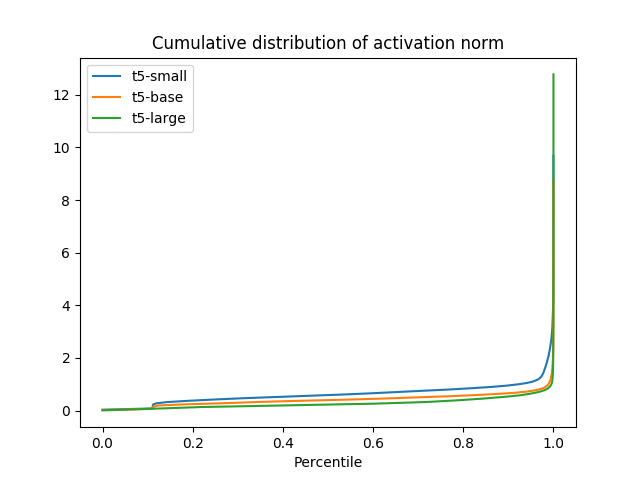 Cumulative distribution of activation norm
t5-small
t5-base
t5-large
12
10
8
6
4
2
0
0.0 0.2 0.4 0.6 0.8 1.0
Percentile